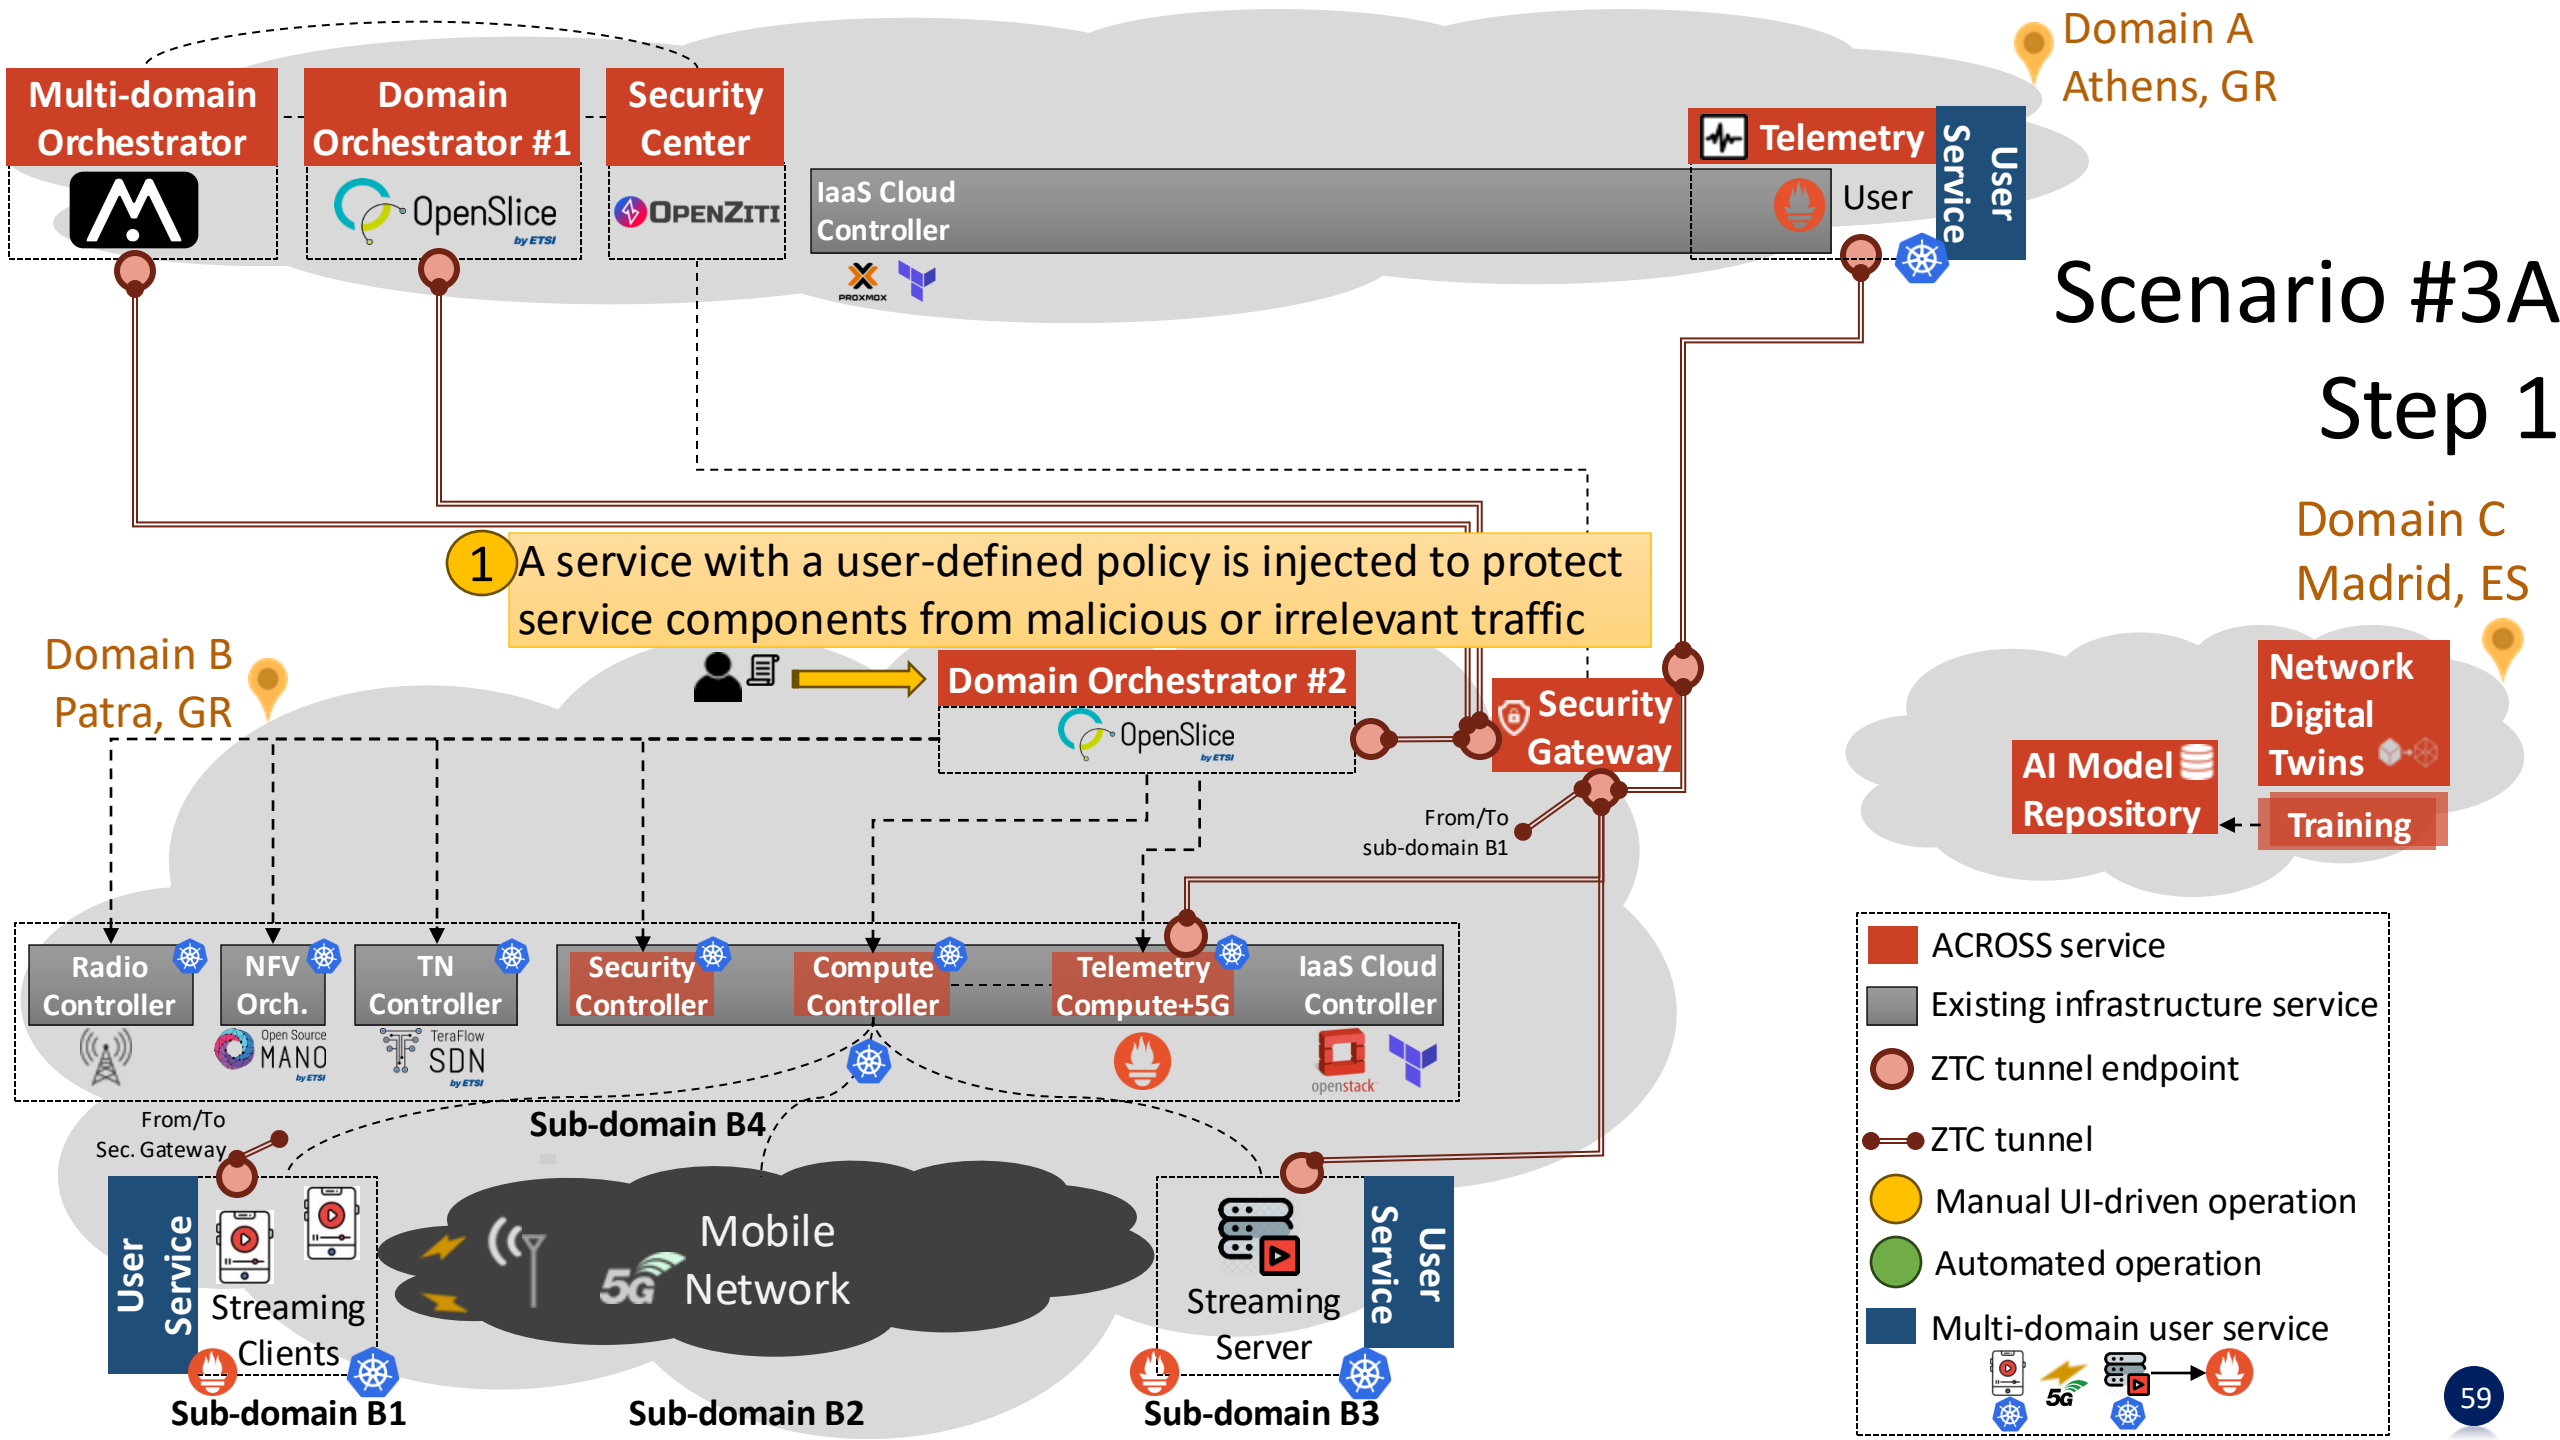 Domain A
Athens, GR
Multi-domain
Orchestrator
Domain
Orchestrator #1
Security
Center
OpenSlice
by ETSI
OPENZITI
IaaS Cloud
Controller
PROXMOX
Telemetry
User
User
Service
Scenario #3A
Step 1
1
A service with a user-defined policy is injected to protect
service components from malicious or irrelevant traffic
Domain B
Patra, GR
Domain Orchestrator #2
OpenSlice
by ETSI
Security
Gateway
From/To
sub-domain B1
Domain C
Madrid, ES
Network
Digital
Twins
AI Model
Repository
Training
Radio
Controller
NFV
Orch.
Open Source
MANO
by ETSI
TN
Controller
TeraFlow
SDN
by ETSI
Security
Controller
Compute
Controller
Telemetry
Compute+5G
IaaS Cloud
Controller
openstack
Sub-domain B4
From/To
Sec. Gateway
User
Service
Streaming
Clients
Sub-domain B1
5G
Mobile
Network
Sub-domain B2
Streaming
Server
User
Service
Sub-domain B3
ACROSS service
Existing infrastructure service
ZTC tunnel endpoint
ZTC tunnel
Manual UI-driven operation
Automated operation
Multi-domain user service
5G
59